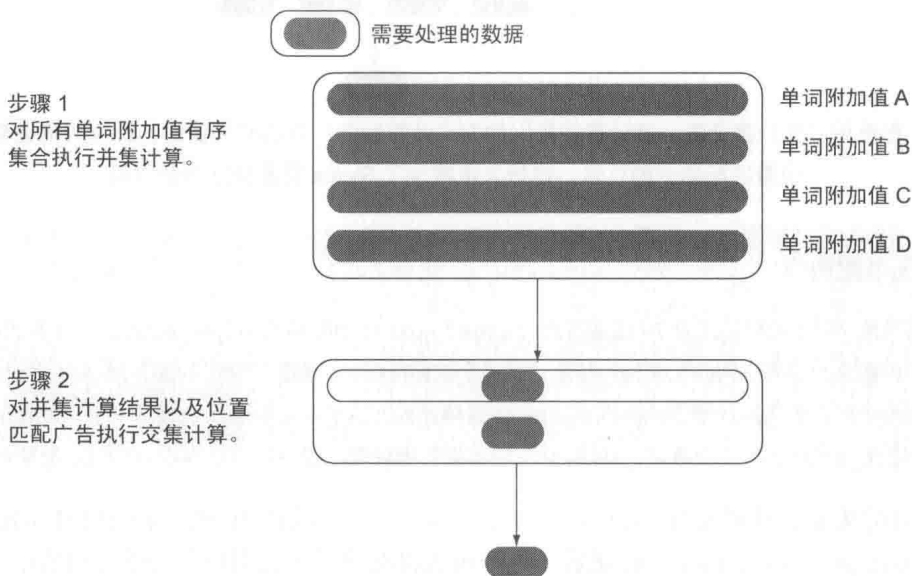 需要处理的数据
步骤 1
对所有单词附加值有序
集合执行并集计算。
单词附加值 A
单词附加值 B
单词附加值 C
单词附加值 D
步骤 2
对并集计算结果以及位置
匹配广告执行交集计算。